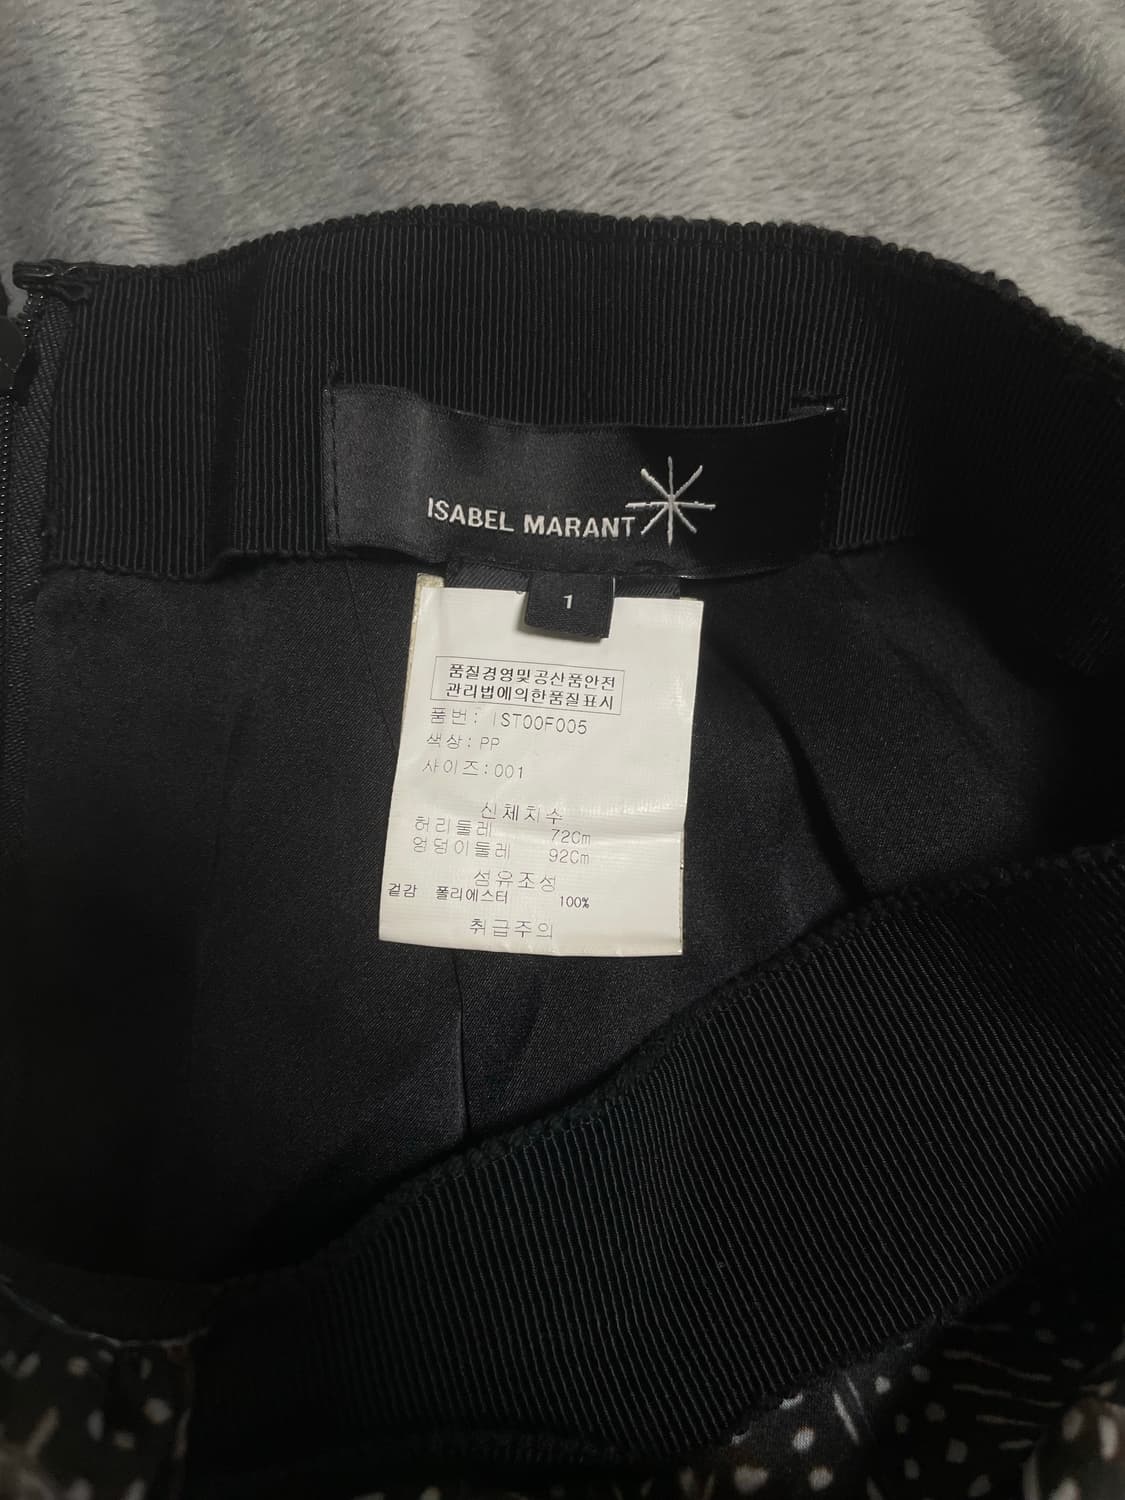 ISABEL MARANT
1
품질경영및공산품안전
관리법에의한품질표시
품번: IST00F005
색상: PP
사이즈: 001
신체치수
허리둘레 72Cm
엉덩이둘레 92Cm
섬유조성
겉감 폴리에스터 100%
취급주의